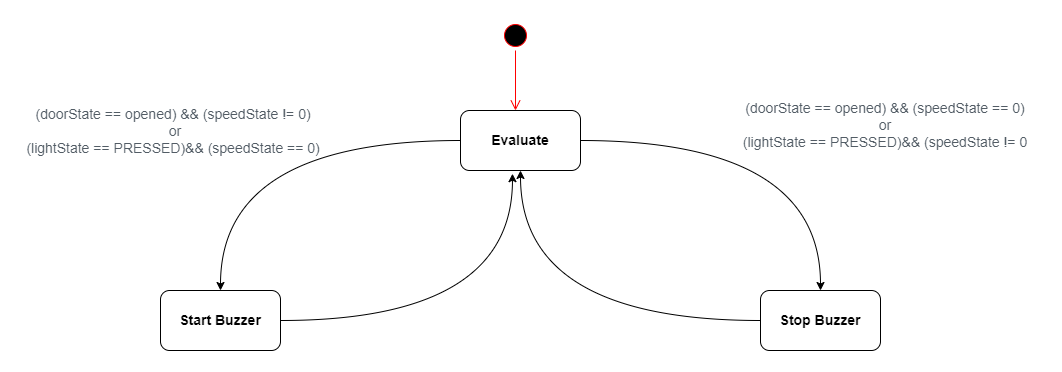 (doorState == opened) && (speedState != 0)
or
(lightState == PRESSED)&& (speedState == 0)
Evaluate
(doorState == opened) && (speedState == 0)
or
(lightState == PRESSED)&& (speedState != 0
Start Buzzer
Stop Buzzer